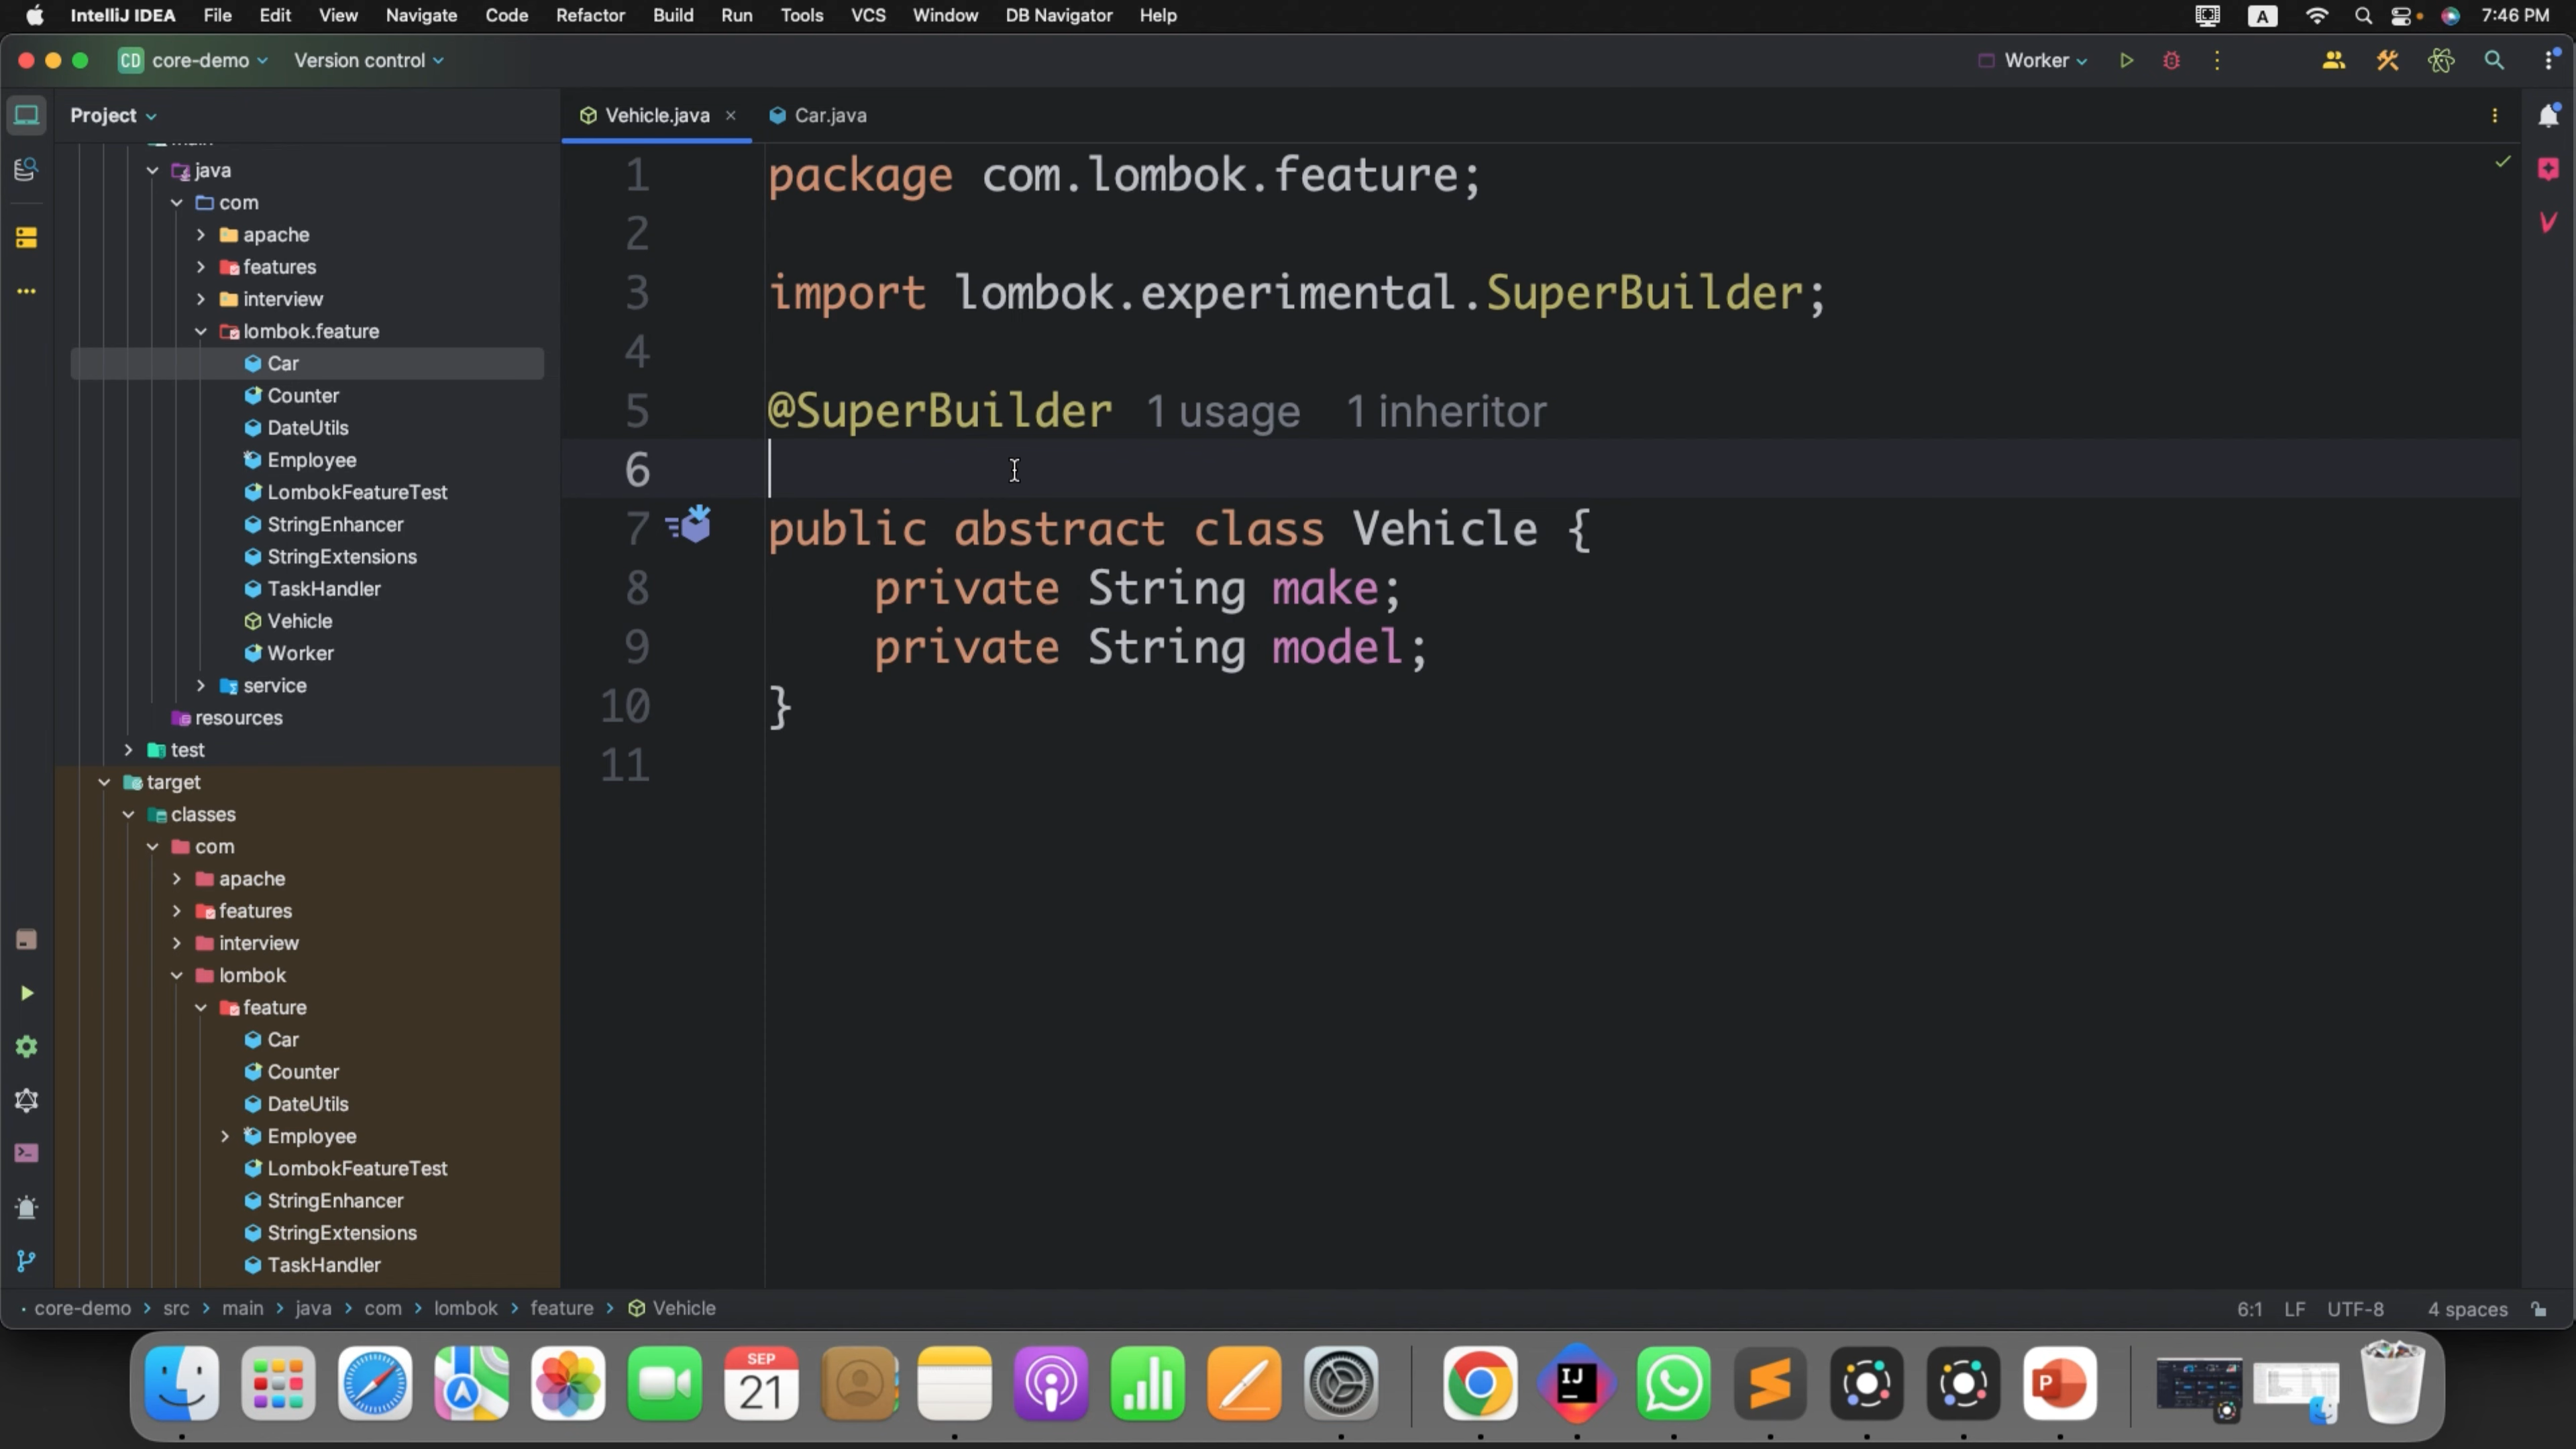 IntelliJ IDEA File Edit View Navigate Code Refactor Build Run Tools VCS Window DB Navigator Help A 7:46 PM
CD core-demo Version control Worker
Project
Vehicle.java Car.java
java
com
apache
features
interview
lombok.feature
Car
Counter
DateUtils
Employee
LombokFeatureTest
StringEnhancer
StringExtensions
TaskHandler
Vehicle
Worker
service
resources
test
target
classes
com
apache
features
interview
lombok
feature
Car
Counter
DateUtils
Employee
LombokFeatureTest
StringEnhancer
StringExtensions
TaskHandler
1 package com.lombok.feature;
2
3 import lombok.experimental.SuperBuilder;
4
5 @SuperBuilder 1 usage 1 inheritor
6
7 public abstract class Vehicle {
8 private String make;
9 private String model;
10 }
11
core-demo > src > main > java > com > lombok > feature > Vehicle 6:1 LF UTF-8 4 spaces
SEP
21
IJ
P